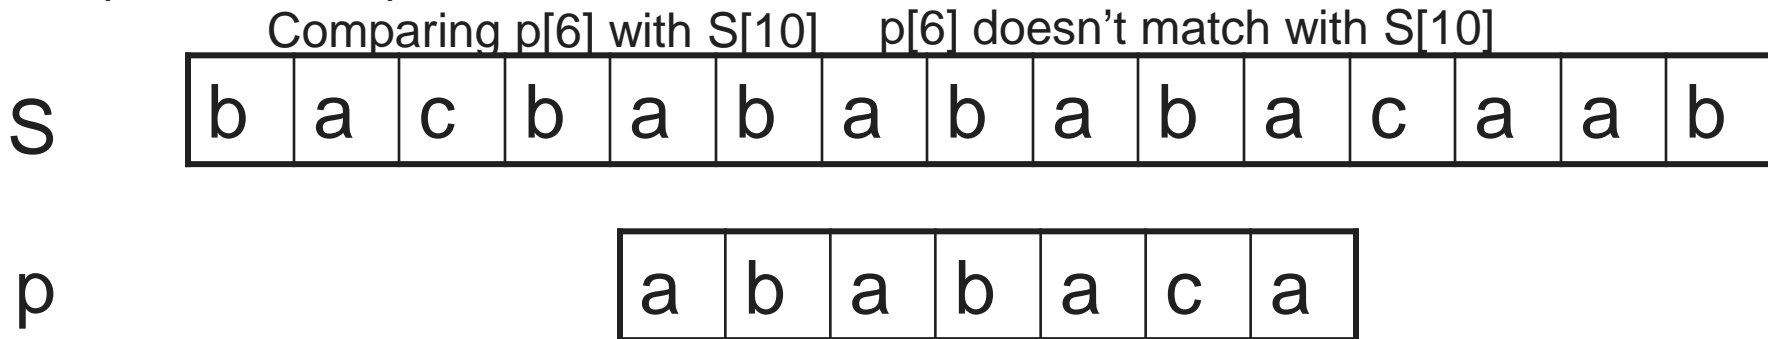 Comparing p[6] with S[10] p[6] doesn’t match with S[10]
S b a c b a b a b a b a c a a b
p a b a b a c a